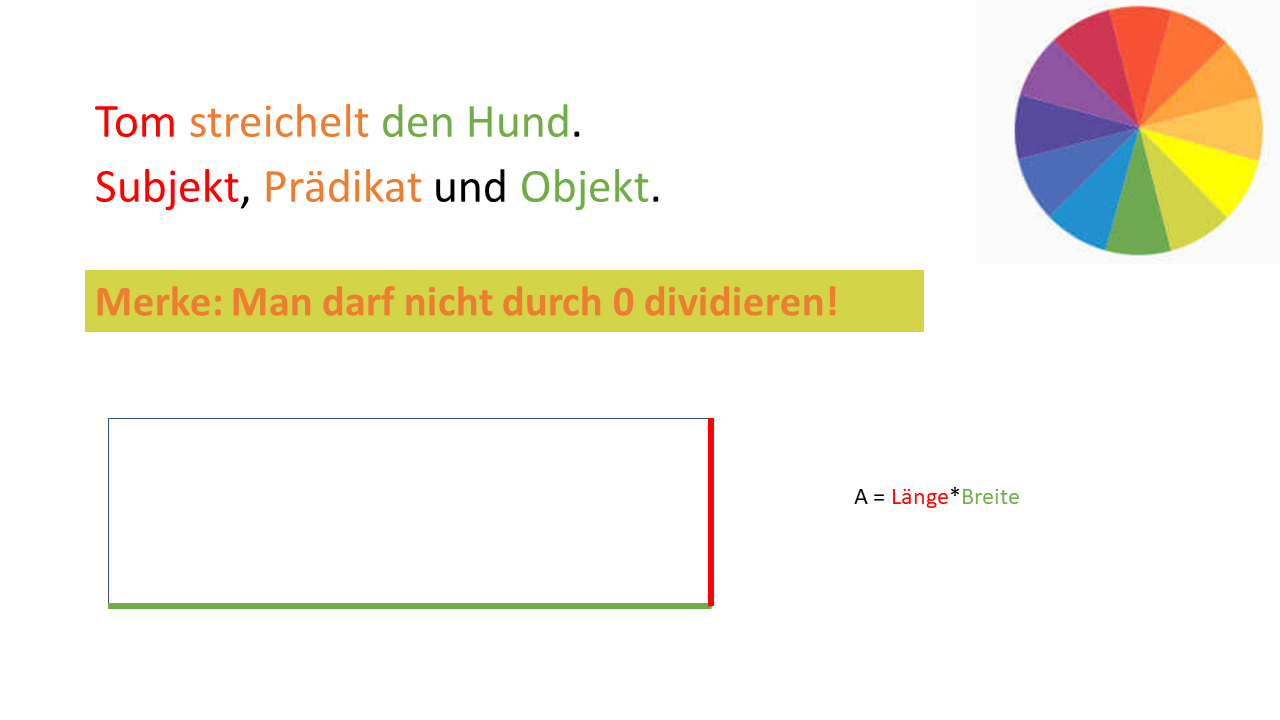 Tom streichelt den Hund.
Subjekt, Prädikat und Objekt.
Merke: Man darf nicht durch 0 dividieren!
A = Länge*Breite